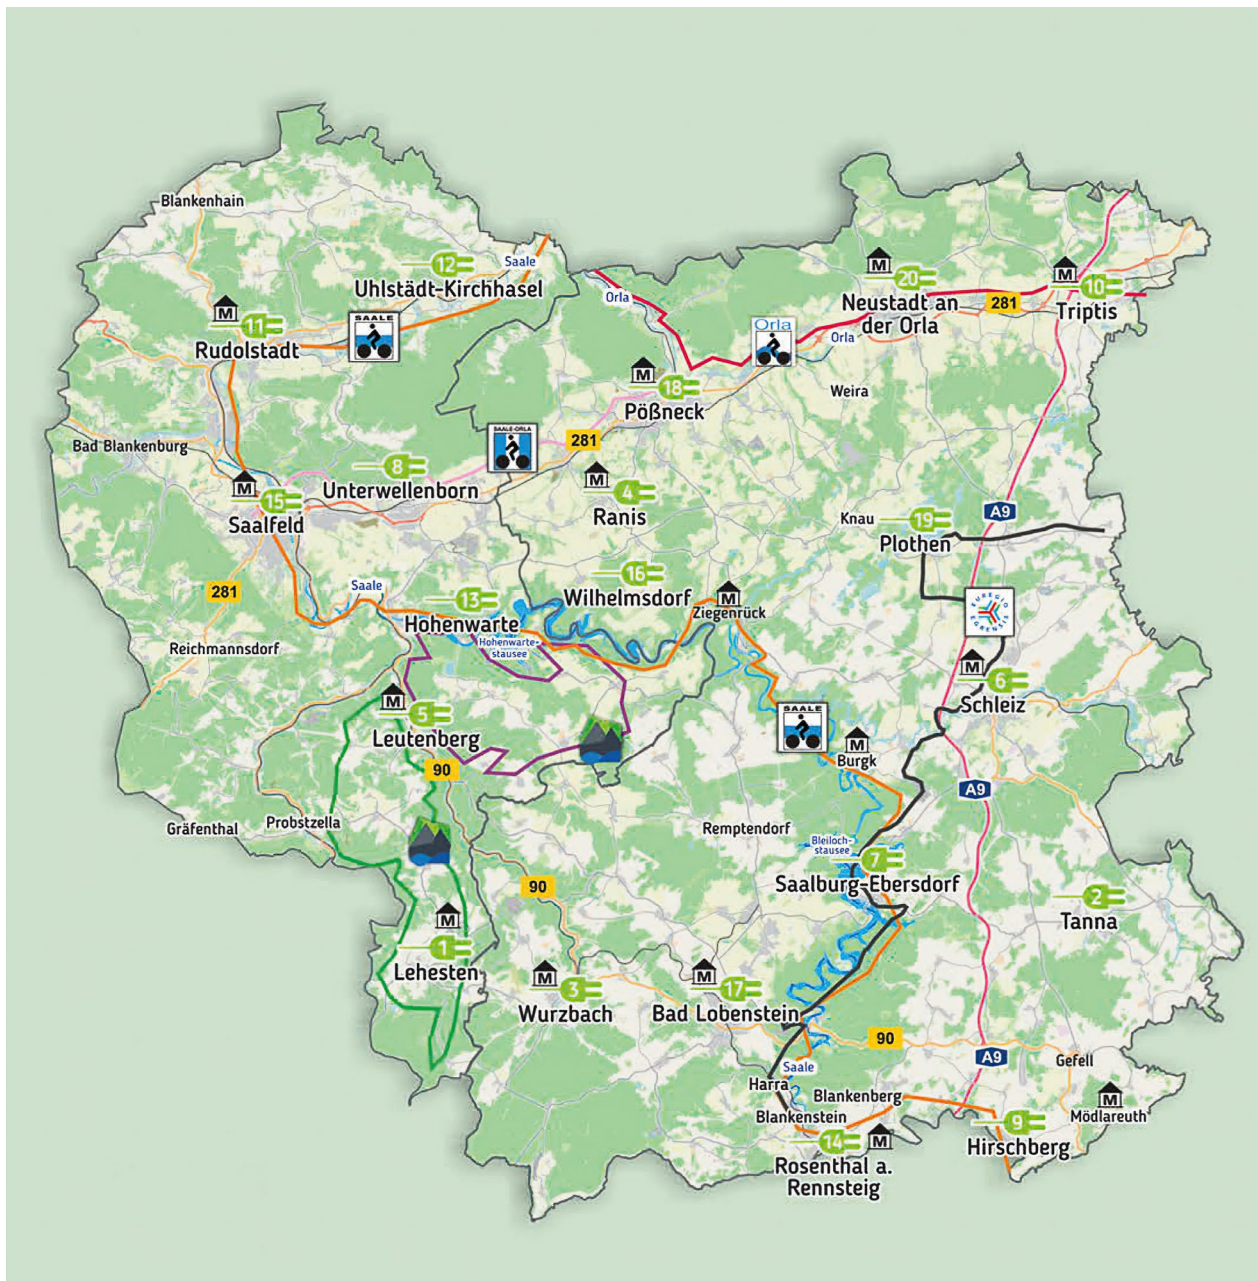 Blankenhain
12
Saale
Uhlstädt-Kirchhasel
M
20
M
10
Orla
Neustadt an
der Orla
281
Triptis
M
11
SAALE
Rudolstadt
Orla
Orla
M
18
Pößneck
Weira
Bad Blankenburg
SAALE-ORLA
281
8
Unterwellenborn
M
15
Saalfeld
M
4
Ranis
A9
Knau
19
Plothen
281
Saale
13
Hohenwarte
Hohenwarte-
stausee
16
Wilhelmsdorf
M
Ziegenrück
EUREGIO
EGRENSIS
Reichmannsdorf
M
6
Schleiz
M
5
Leutenberg
SAALE
M
Burgk
90
A9
Gräfenthal
Probstzella
Remptendorf
Bleiloch-
stausee
7
Saalburg-Ebersdorf
90
2
Tanna
M
1
Lehesten
M
3
Wurzbach
M
17
Bad Lobenstein
90
A9
Gefell
Saale
Harra
Blankenberg
M
Mödlareuth
Blankenstein
14
M
Rosenthal a.
Rennsteig
9
Hirschberg